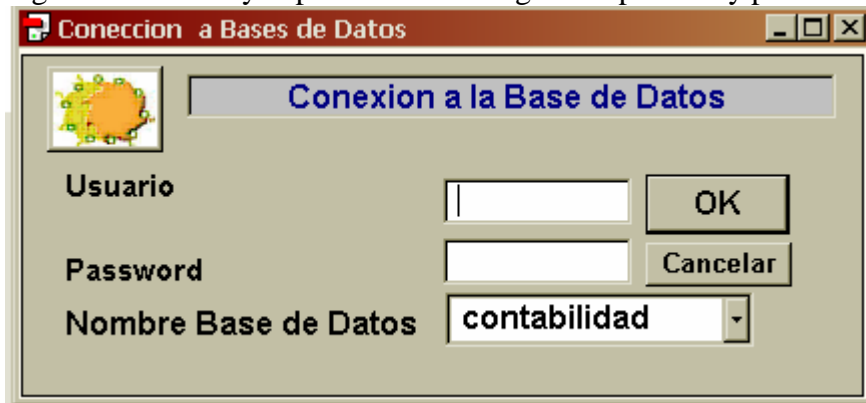 Coneccion a Bases de Datos
Conexion a la Base de Datos
Usuario
OK
Password
Cancelar
Nombre Base de Datos
contabilidad